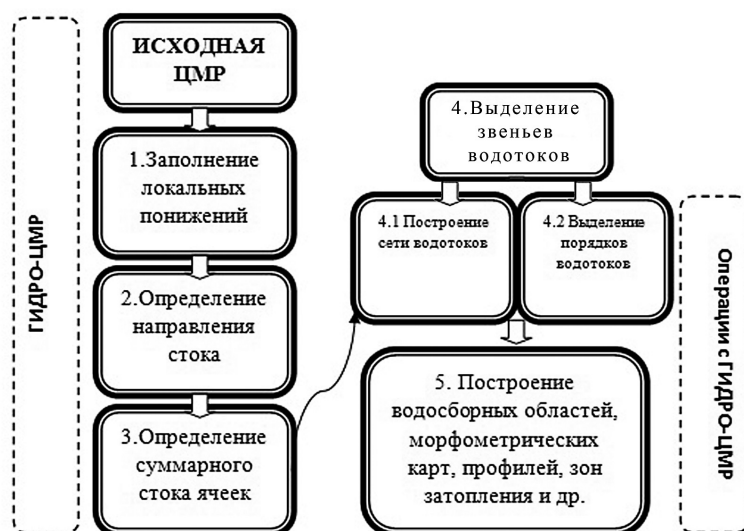 ГИДРО-ЦМР
ИСХОДНАЯ
ЦМР
1.Заполнение
локальных
понижений
2.Определение
направления
стока
3.Определение
суммарного
стока ячеек
4.Выделение
звеньев
водотоков
4.1 Построение
сети водотоков
4.2 Выделение
порядков
водотоков
5. Построение
водосборных областей,
морфометрических
карт, профилей, зон
затопления и др.
Операции с ГИДРО-ЦМР